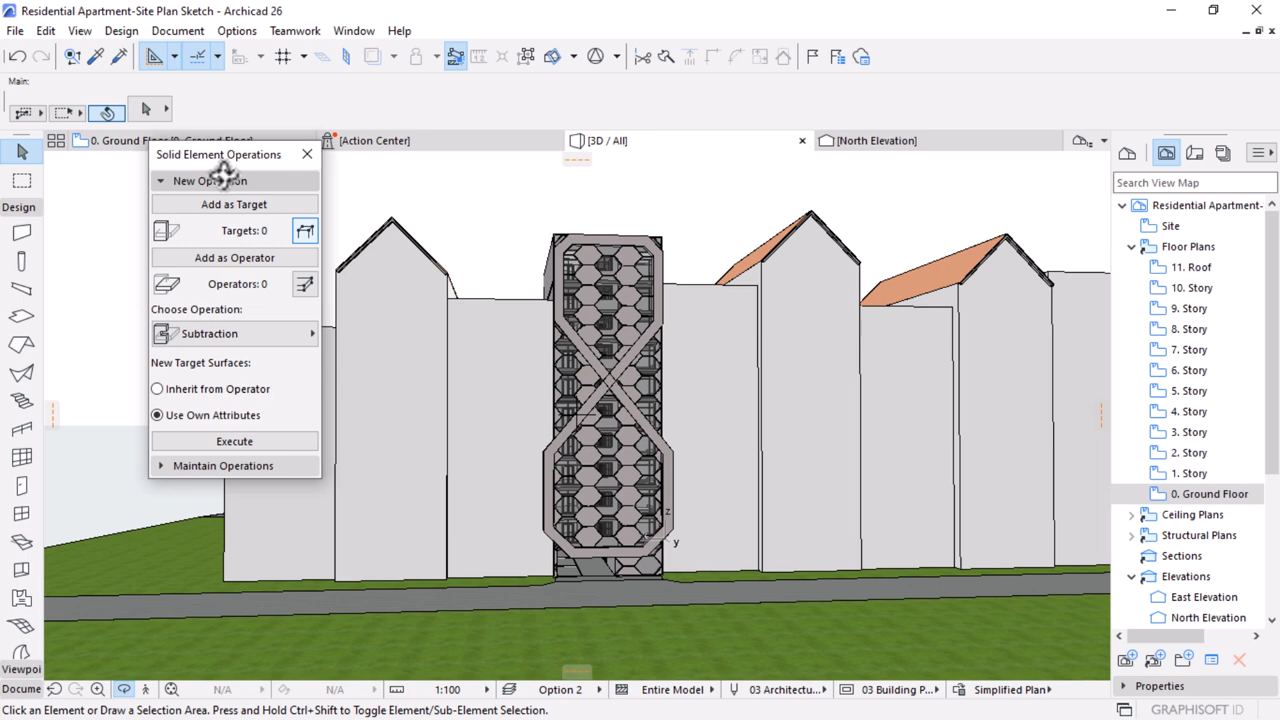 Residential Apartment-Site Plan Sketch - Archicad 26
File Edit View Design Document Options Teamwork Window Help
Main:
[Action Center]
[3D / All]
[North Elevation]
Solid Element Operations
New
Add as Target
Targets: 0
Add as Operator
Operators: 0
Choose Operation:
Subtraction
New Target Surfaces:
Inherit from Operator
Use Own Attributes
Execute
Maintain Operations
Design
Viewpoi
Docume
z
y
Search View Map
Residential Apartment-
Site
Floor Plans
11. Roof
10. Story
9. Story
8. Story
7. Story
6. Story
5. Story
4. Story
3. Story
2. Story
1. Story
0. Ground Floor
Ceiling Plans
Structural Plans
Sections
Elevations
East Elevation
North Elevation
Properties
N/A N/A 1:100 Option 2 Entire Model 03 Architectu... 03 Building P... Simplified Plan
Click an Element or Draw a Selection Area. Press and Hold Ctrl+Shift to Toggle Element/Sub-Element Selection.
GRAPHISOFT ID